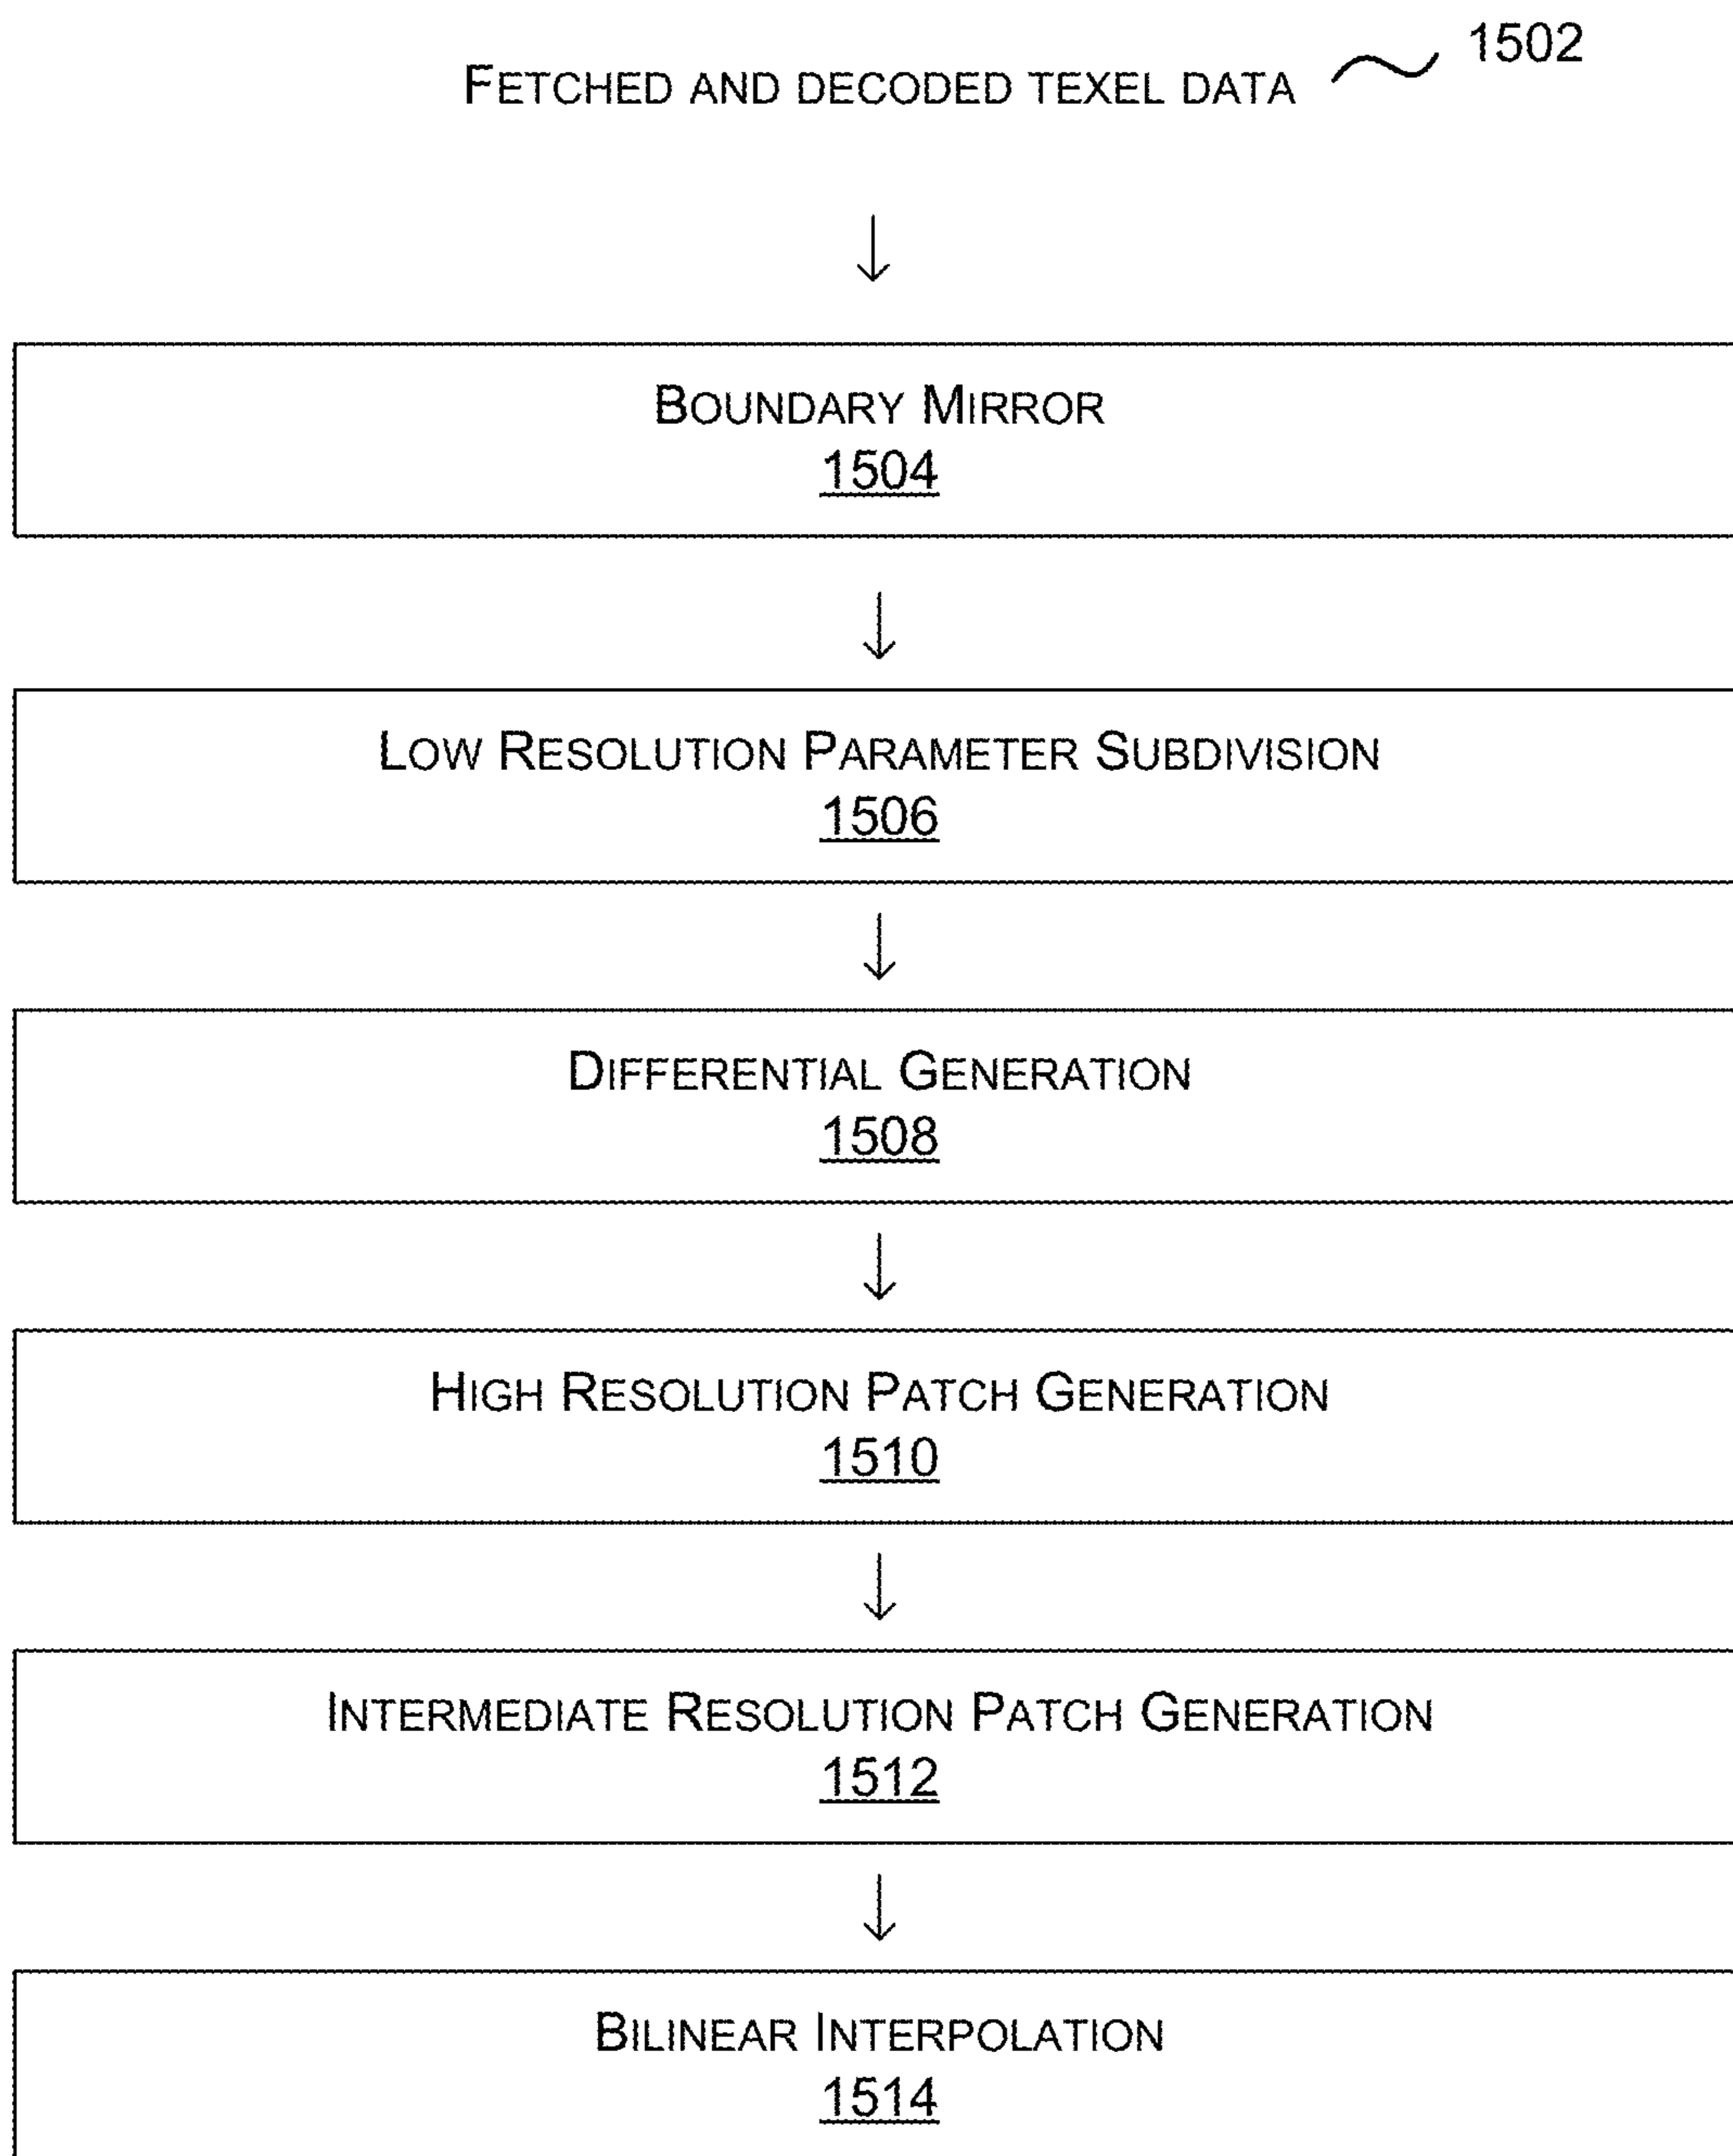 FETCHED AND DECODED TEXEL DATA 1502
BOUNDARY MIRROR
1504
LOW RESOLUTION PARAMETER SUBDIVISION
1506
DIFFERENTIAL GENERATION
1508
HIGH RESOLUTION PATCH GENERATION
1510
INTERMEDIATE RESOLUTION PATCH GENERATION
1512
BILINEAR INTERPOLATION
1514